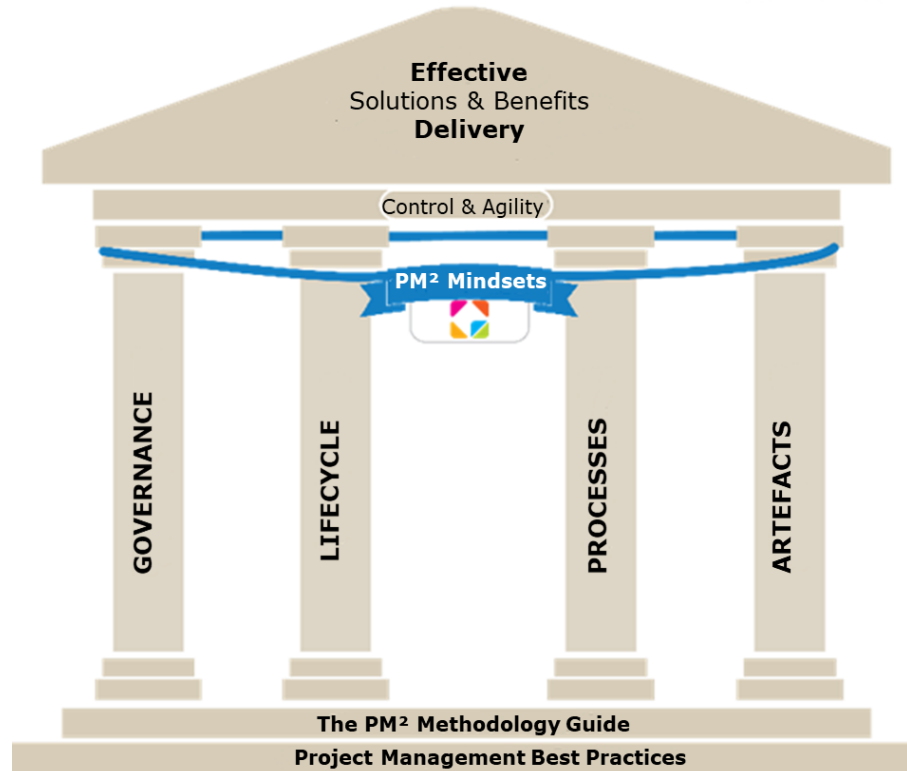 Effective
Solutions & Benefits
Delivery
Control & Agility
PM² Mindsets
GOVERNANCE
LIFECYCLE
PROCESSES
ARTEFACTS
The PM² Methodology Guide
Project Management Best Practices